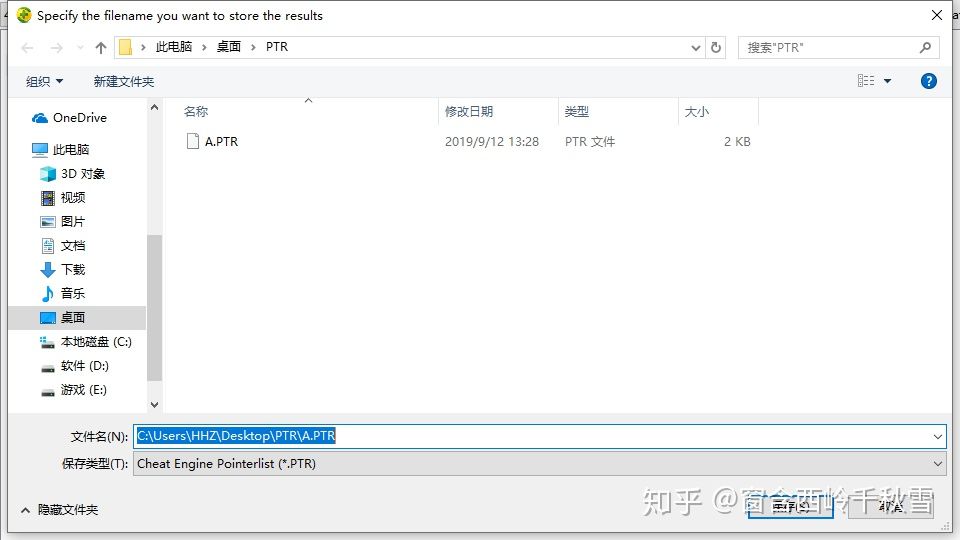 Specify the filename you want to store the results
此电脑 > 桌面 > PTR
搜索"PTR"
组织 新建文件夹
名称 修改日期 类型 大小
A.PTR 2019/9/12 13:28 PTR 文件 2 KB
OneDrive
此电脑
3D 对象
视频
图片
文档
下载
音乐
桌面
本地磁盘 (C:)
软件 (D:)
游戏 (E:)
文件名(N): C:\Users\HHZ\Desktop\PTR\A.PTR
保存类型(T): Cheat Engine Pointerlist (*.PTR)
隐藏文件夹
保存(S) 取消
知乎 @窗含西岭千秋雪